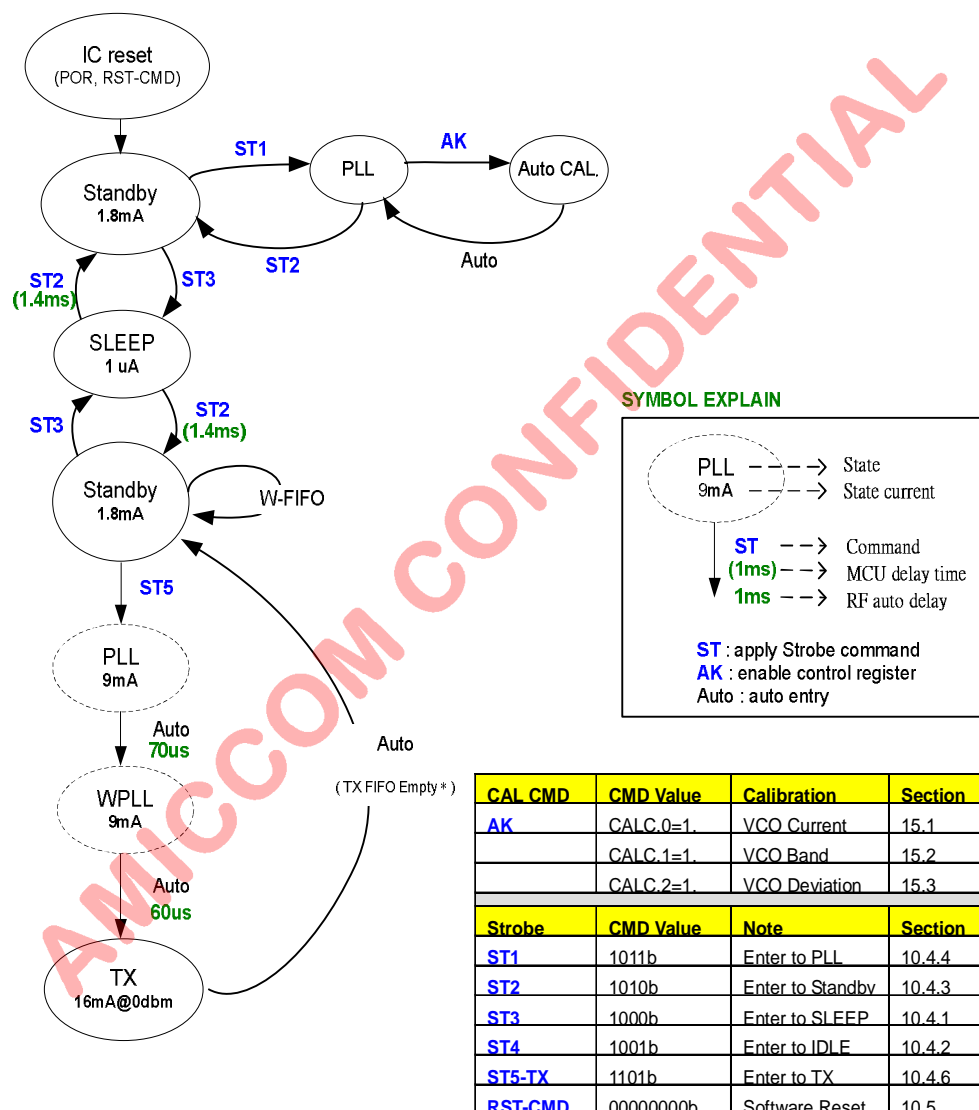 IC reset
(POR, RST-CMD)
ST1
AK
PLL
Auto CAL.
Standby
1.8mA
ST2
Auto
ST2
(1.4ms)
ST3
SLEEP
1 uA
ST3
ST2
(1.4ms)
Standby
1.8mA
W-FIFO
ST5
PLL
9mA
Auto
70us
WPLL
9mA
Auto
60us
TX
16mA@0dbm
Auto
( TX FIFO Empty * )
SYMBOL EXPLAIN
PLL State
9mA State current
ST Command
(1ms) MCU delay time
1ms RF auto delay
ST : apply Strobe command
AK : enable control register
Auto : auto entry
CAL CMD CMD Value Calibration Section
AK CALC.0=1. VCO Current 15.1
CALC.1=1. VCO Band 15.2
CALC.2=1. VCO Deviation 15.3
Strobe CMD Value Note Section
ST1 1011b Enter to PLL 10.4.4
ST2 1010b Enter to Standby 10.4.3
ST3 1000b Enter to SLEEP 10.4.1
ST4 1001b Enter to IDLE 10.4.2
ST5-TX 1101b Enter to TX 10.4.6
RST-CMD 00000000b Software Reset 10.5
AMICCOM CONFIDENTIAL